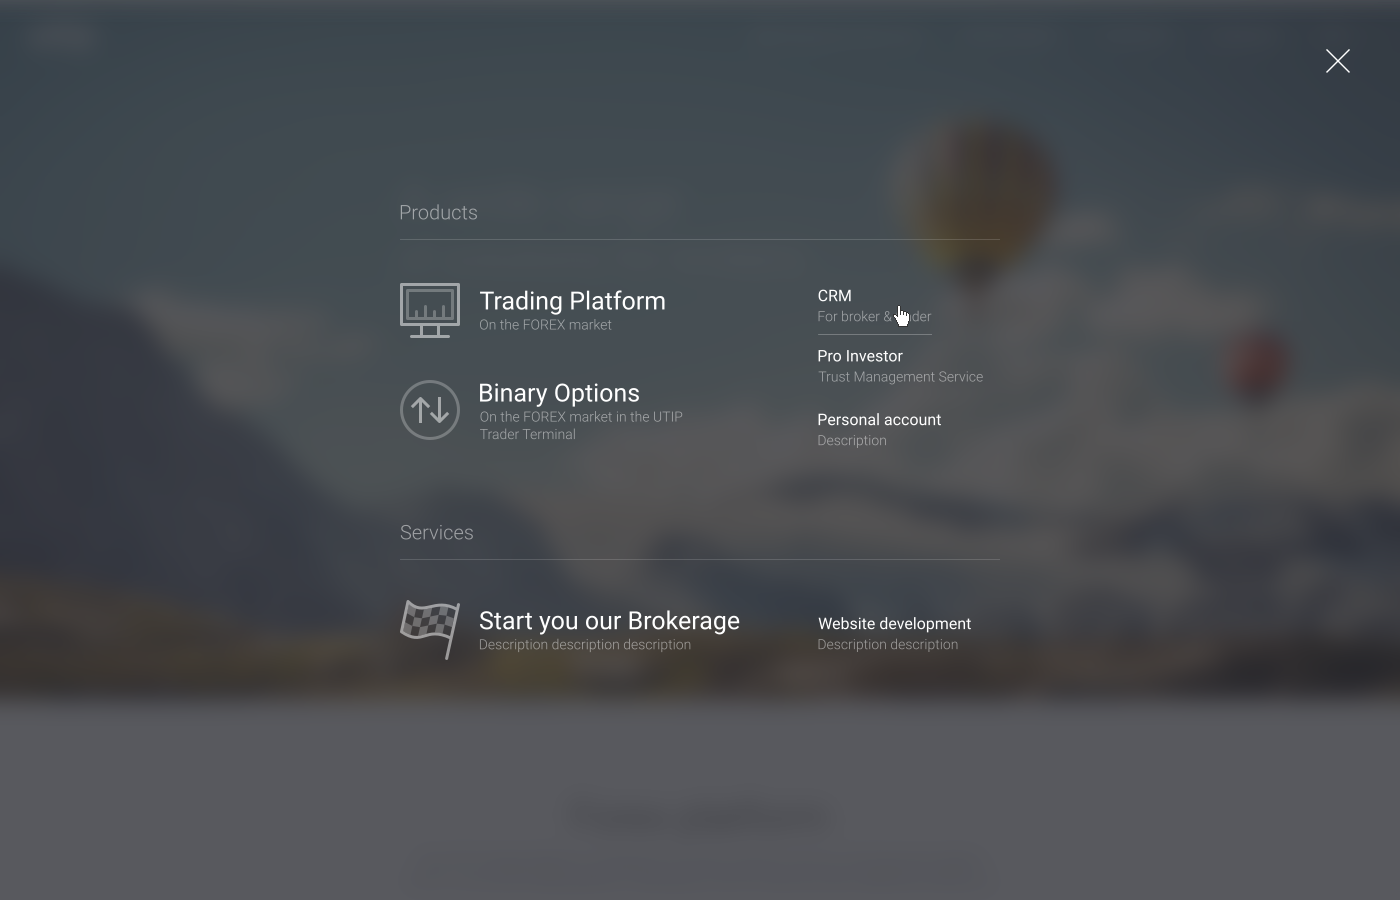 Products
Trading Platform
On the FOREX market
Binary Options
On the FOREX market in the UTIP
Trader Terminal
CRM
For broker &
Pro Investor
Trust Management Service
Personal account
Description
Services
Start you our Brokerage
Description description description
Website development
Description description